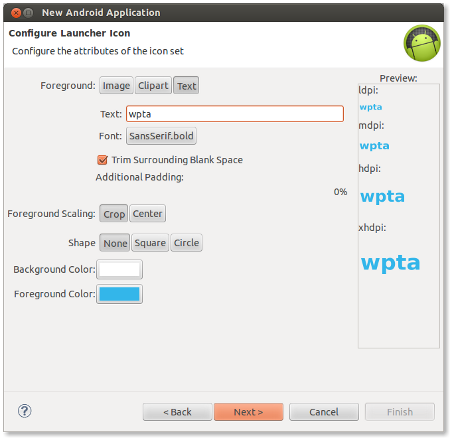 New Android Application
Configure Launcher Icon
Configure the attributes of the icon set
Foreground: Image Clipart Text
Text: wpta
Font: SansSerif.bold
Trim Surrounding Blank Space
Additional Padding:
0%
Foreground Scaling: Crop Center
Shape None Square Circle
Background Color:
Foreground Color:
Preview:
ldpi:
wpta
mdpi:
wpta
hdpi:
wpta
xhdpi:
wpta
? < Back Next > Cancel Finish